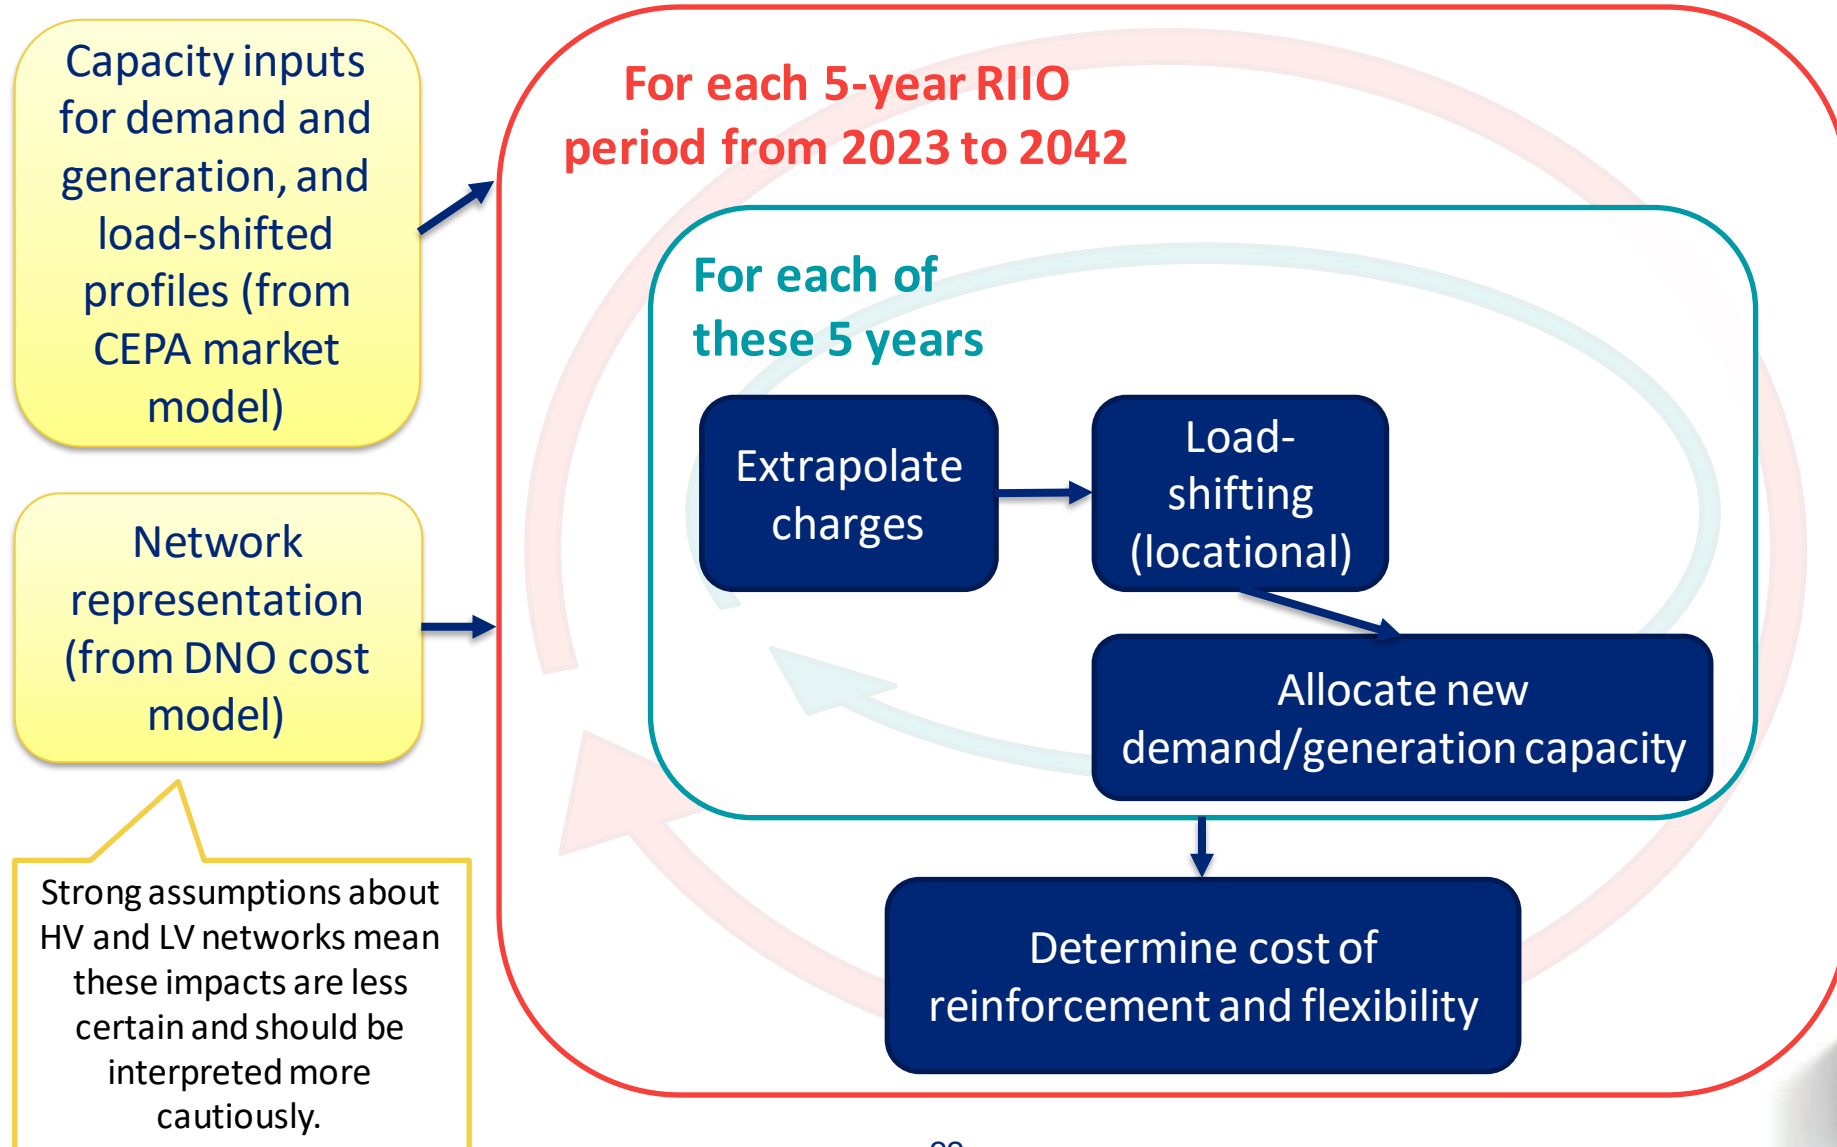 Capacity inputs
for demand and
generation, and
load-shifted
profiles (from
CEPA market
model)
Network
representation
(from DNO cost
model)
Strong assumptions about
HV and LV networks mean
these impacts are less
certain and should be
interpreted more
cautiously.
For each 5-year RIIO
period from 2023 to 2042
For each of
these 5 years
Extrapolate
charges
Load-
shifting
(locational)
Allocate new
demand/generation capacity
Determine cost of
reinforcement and flexibility